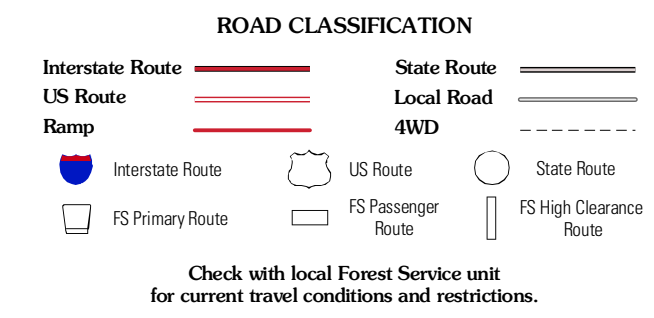 ROAD CLASSIFICATION
Interstate Route
State Route
US Route
Local Road
Ramp
4WD
Interstate Route
US Route
State Route
FS Primary Route
FS Passenger
Route
FS High Clearance
Route
Check with local Forest Service unit
for current travel conditions and restrictions.